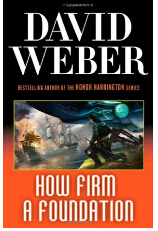 DAVID
WEBER
BESTSELLING AUTHOR OF THE HONOR HARRINGTON SERIES
HOW FIRM
A FOUNDATION